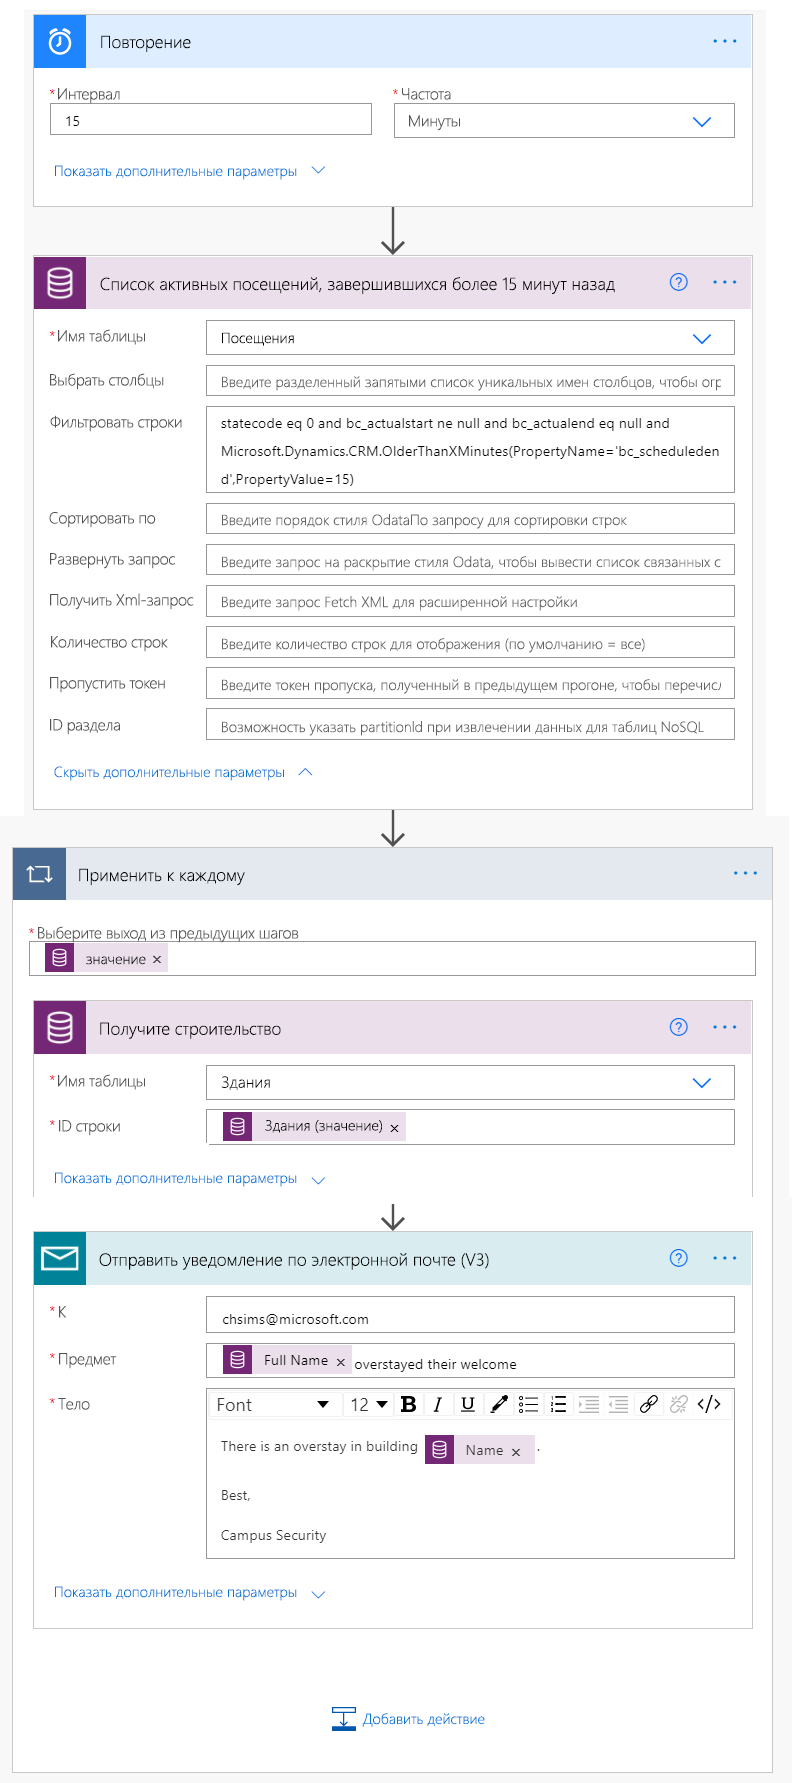 Повторение
*Интервал
*Частота
15
Минуты
Показать дополнительные параметры
Список активных посещений, завершившихся более 15 минут назад
*Имя таблицы
Посещения
Выбрать столбцы
Введите разделенный запятыми список уникальных имен столбцов, чтобы огр
Фильтровать строки
statecode eq 0 and bc_actualstart ne null and bc_actualend eq null and
Microsoft.Dynamics.CRM.OlderThanXMinutes(PropertyName='bc_scheduleden
d',PropertyValue=15)
Сортировать по
Введите порядок стиля OdataПо запросу для сортировки строк
Развернуть запрос
Введите запрос на раскрытие стиля Odata, чтобы вывести список связанных с
Получить Xml-запрос
Введите запрос Fetch XML для расширенной настройки
Количество строк
Введите количество строк для отображения (по умолчанию = все)
Пропустить токен
Введите токен пропуска, полученный в предыдущем прогоне, чтобы перечисл
ID раздела
Возможность указать partitionId при извлечении данных для таблиц NoSQL
Скрыть дополнительные параметры
Применить к каждому
*Выберите выход из предыдущих шагов
значение ×
Получите строительство
*Имя таблицы
Здания
*ID строки
Здания (значение) ×
Показать дополнительные параметры
Отправить уведомление по электронной почте (V3)
*К
chsims@microsoft.com
*Предмет
Full Name × overstayed their welcome
*Тело
Font 12 B I U </>
There is an overstay in building Name × .
Best,
Campus Security
Показать дополнительные параметры
Добавить действие